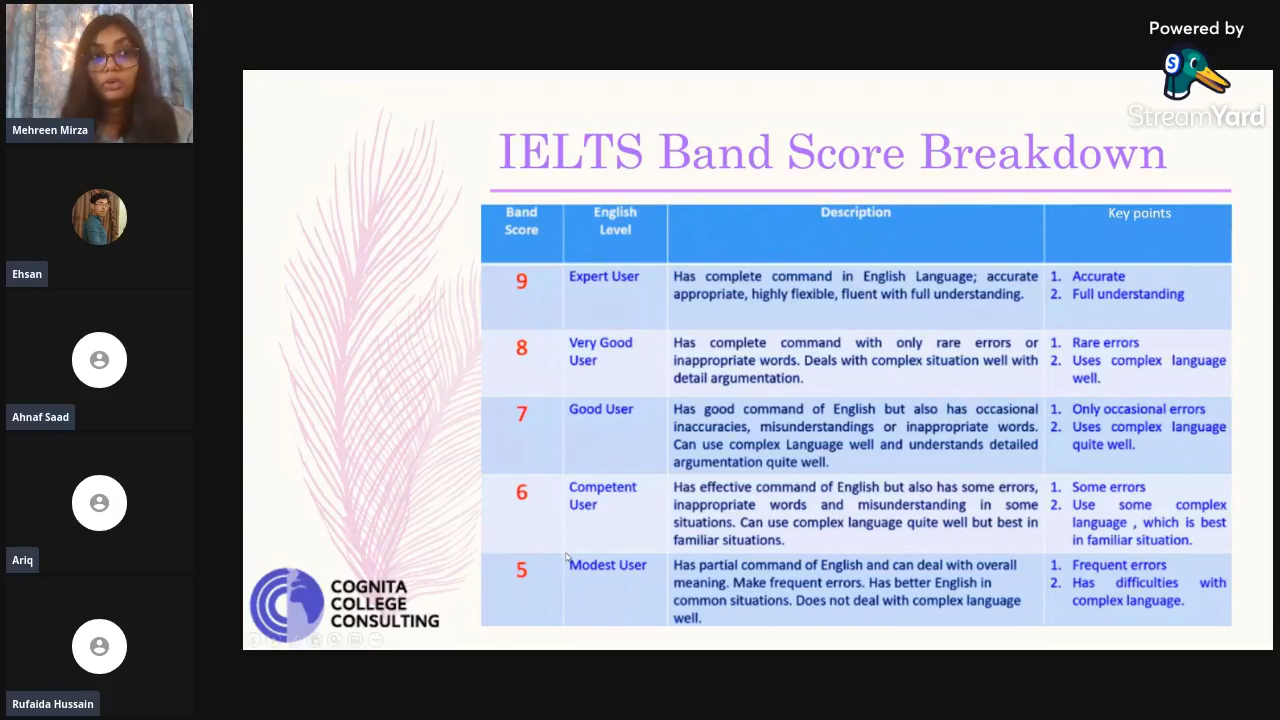 Powered by
StreamYard
Mehreen Mirza
Ehsan
Ahnaf Saad
Ariq
Rufaida Hussain
IELTS Band Score Breakdown
Band
Score
English
Level
Description
Key points
9
Expert User
Has complete command in English Language; accurate
appropriate, highly flexible, fluent with full understanding.
1. Accurate
2. Full understanding
8
Very Good
User
Has complete command with only rare errors or
inappropriate words. Deals with complex situation well with
detail argumentation.
1. Rare errors
2. Uses complex language
well.
7
Good User
Has good command of English but also has occasional
inaccuracies, misunderstandings or inappropriate words.
Can use complex Language well and understands detailed
argumentation quite well.
1. Only occasional errors
2. Uses complex language
quite well.
6
Competent
User
Has effective command of English but also has some errors,
inappropriate words and misunderstanding in some
situations. Can use complex language quite well but best in
familiar situations.
1. Some errors
2. Use some complex
language , which is best
in familiar situation.
5
Modest User
Has partial command of English and can deal with overall
meaning. Make frequent errors. Has better English in
common situations. Does not deal with complex language
well.
1. Frequent errors
2. Has difficulties with
complex language.
COGNITA
COLLEGE
CONSULTING